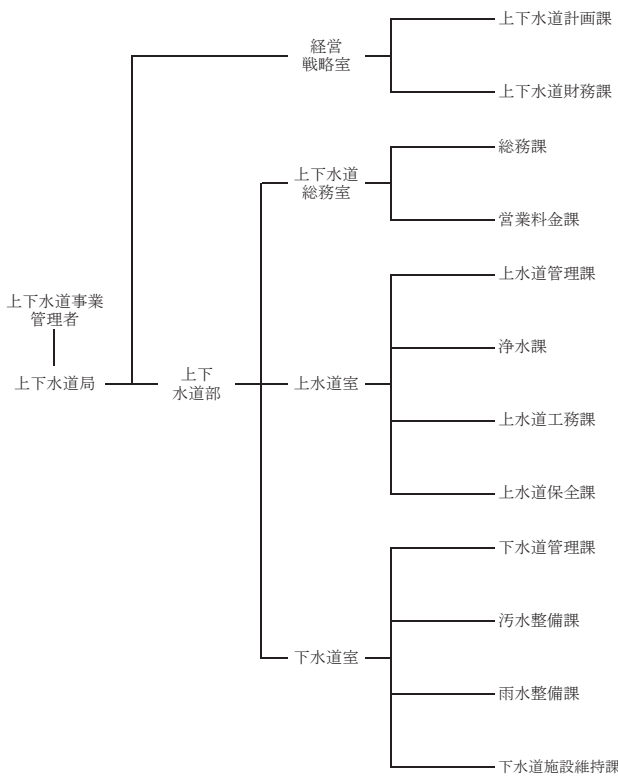 上下水道事業
管理者
上下水道局
経営
戦略室
上下水道計画課
上下水道財務課
上下
水道部
上下水道
総務室
総務課
営業料金課
上水道室
上水道管理課
浄水課
上水道工務課
上水道保全課
下水道室
下水道管理課
汚水整備課
雨水整備課
下水道施設維持課